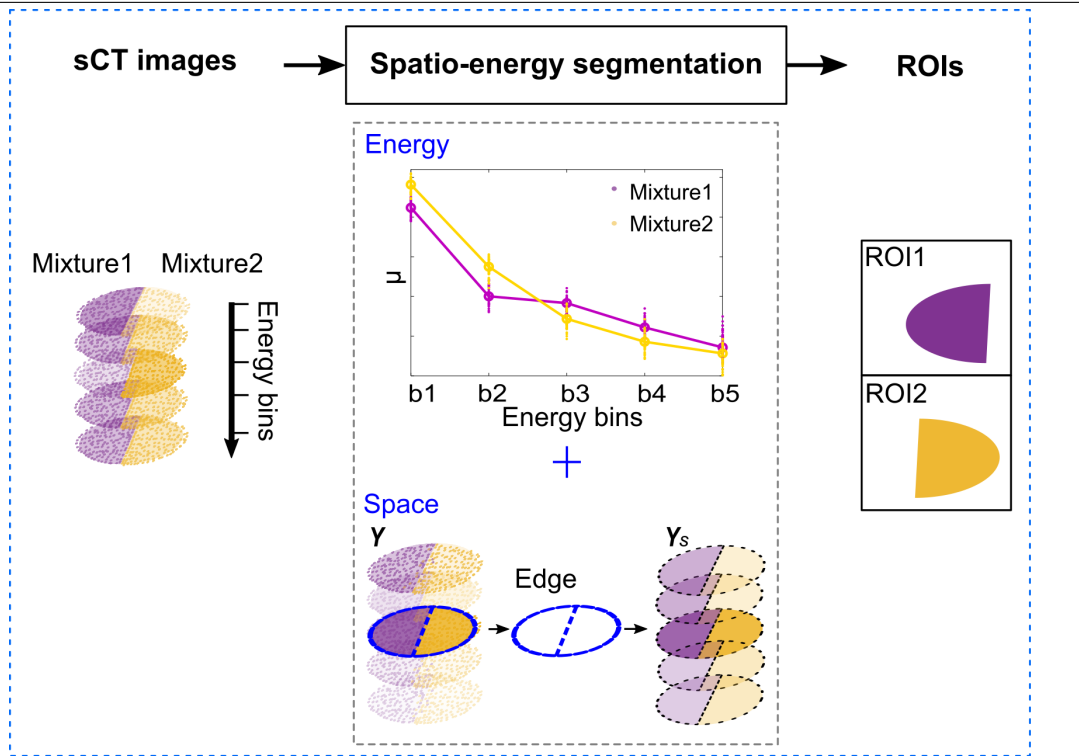 sCT images
Spatio-energy segmentation
ROIs
Energy
Mixture1
Mixture2
μ
b1 b2 b3 b4 b5
Energy bins
Mixture1 Mixture2
Energy bins
ROI1
ROI2
+
Space
Y
Edge
Ys